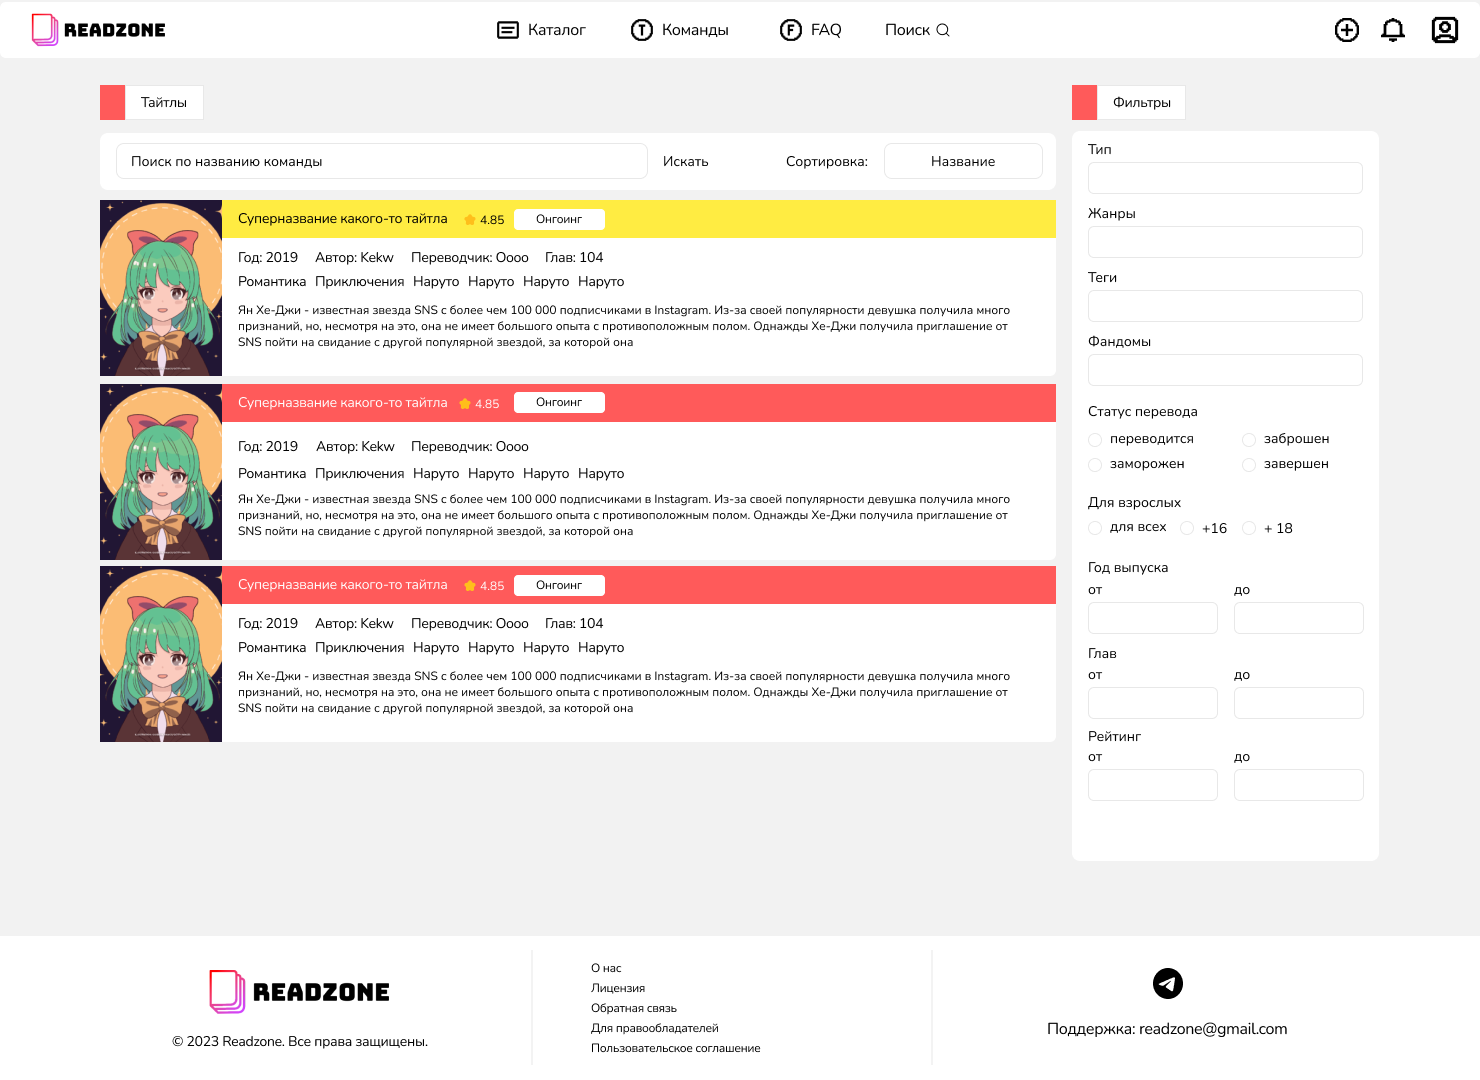 READZONE
Каталог
Команды
FAQ
Поиск
Тайтлы
Фильтры
Поиск по названию команды
Искать
Сортировка:
Название
Суперназвание какого-то тайтла 4.85 Онгоинг
Год: 2019 Автор: Kekw Переводчик: Оооо Глав: 104
Романтика Приключения Наруто Наруто Наруто Наруто
Ян Хе-Джи - известная звезда SNS с более чем 100 000 подписчиками в Instagram. Из-за своей популярности девушка получила много
признаний, но, несмотря на это, она не имеет большого опыта с противоположным полом. Однажды Хе-Джи получила приглашение от
SNS пойти на свидание с другой популярной звездой, за которой она
Суперназвание какого-то тайтла 4.85 Онгоинг
Год: 2019 Автор: Kekw Переводчик: Оооо
Романтика Приключения Наруто Наруто Наруто Наруто
Ян Хе-Джи - известная звезда SNS с более чем 100 000 подписчиками в Instagram. Из-за своей популярности девушка получила много
признаний, но, несмотря на это, она не имеет большого опыта с противоположным полом. Однажды Хе-Джи получила приглашение от
SNS пойти на свидание с другой популярной звездой, за которой она
Суперназвание какого-то тайтла 4.85 Онгоинг
Год: 2019 Автор: Kekw Переводчик: Оооо Глав: 104
Романтика Приключения Наруто Наруто Наруто Наруто
Ян Хе-Джи - известная звезда SNS с более чем 100 000 подписчиками в Instagram. Из-за своей популярности девушка получила много
признаний, но, несмотря на это, она не имеет большого опыта с противоположным полом. Однажды Хе-Джи получила приглашение от
SNS пойти на свидание с другой популярной звездой, за которой она
Тип
Жанры
Теги
Фандомы
Статус перевода
переводится заброшен
заморожен завершен
Для взрослых
для всех +16 + 18
Год выпуска
от до
Глав
от до
Рейтинг
от до
READZONE
© 2023 Readzone. Все права защищены.
О нас
Лицензия
Обратная связь
Для правообладателей
Пользовательское соглашение
Поддержка: readzone@gmail.com